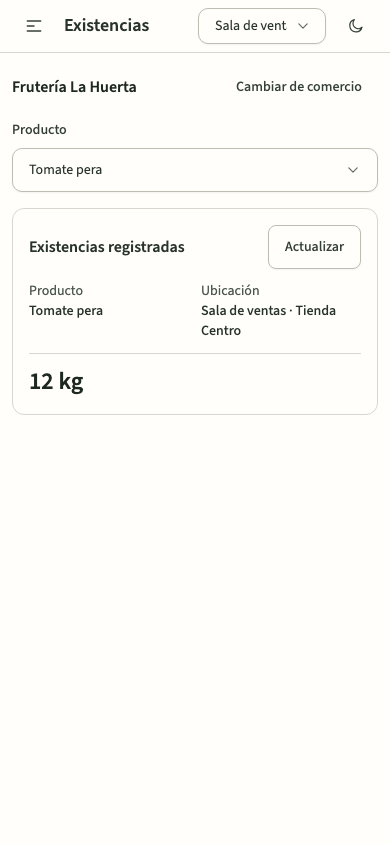 Existencias
Sala de vent
Frutería La Huerta
Cambiar de comercio
Producto
Tomate pera
Existencias registradas
Actualizar
Producto
Tomate pera
Ubicación
Sala de ventas · Tienda
Centro
12 kg